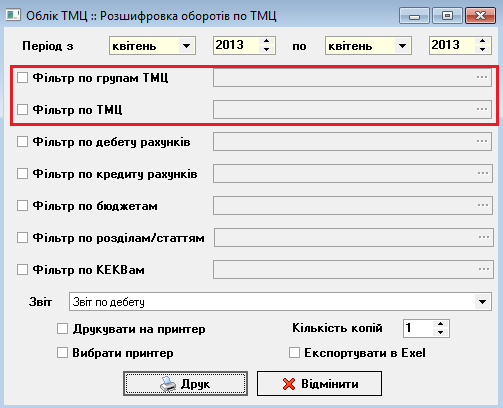 Облік ТМЦ :: Розшифровка оборотів по ТМЦ
Період з квітень 2013 по квітень 2013
Фільтр по групам ТМЦ ...
Фільтр по ТМЦ ...
Фільтр по дебету рахунків ...
Фільтр по кредиту рахунків ...
Фільтр по бюджетам ...
Фільтр по розділам/статтям ...
Фільтр по КЕКВам ...
Звіт Звіт по дебету
Друкувати на принтер Кількість копій 1
Вибрати принтер Експортувати в Exel
Друк Відмінити